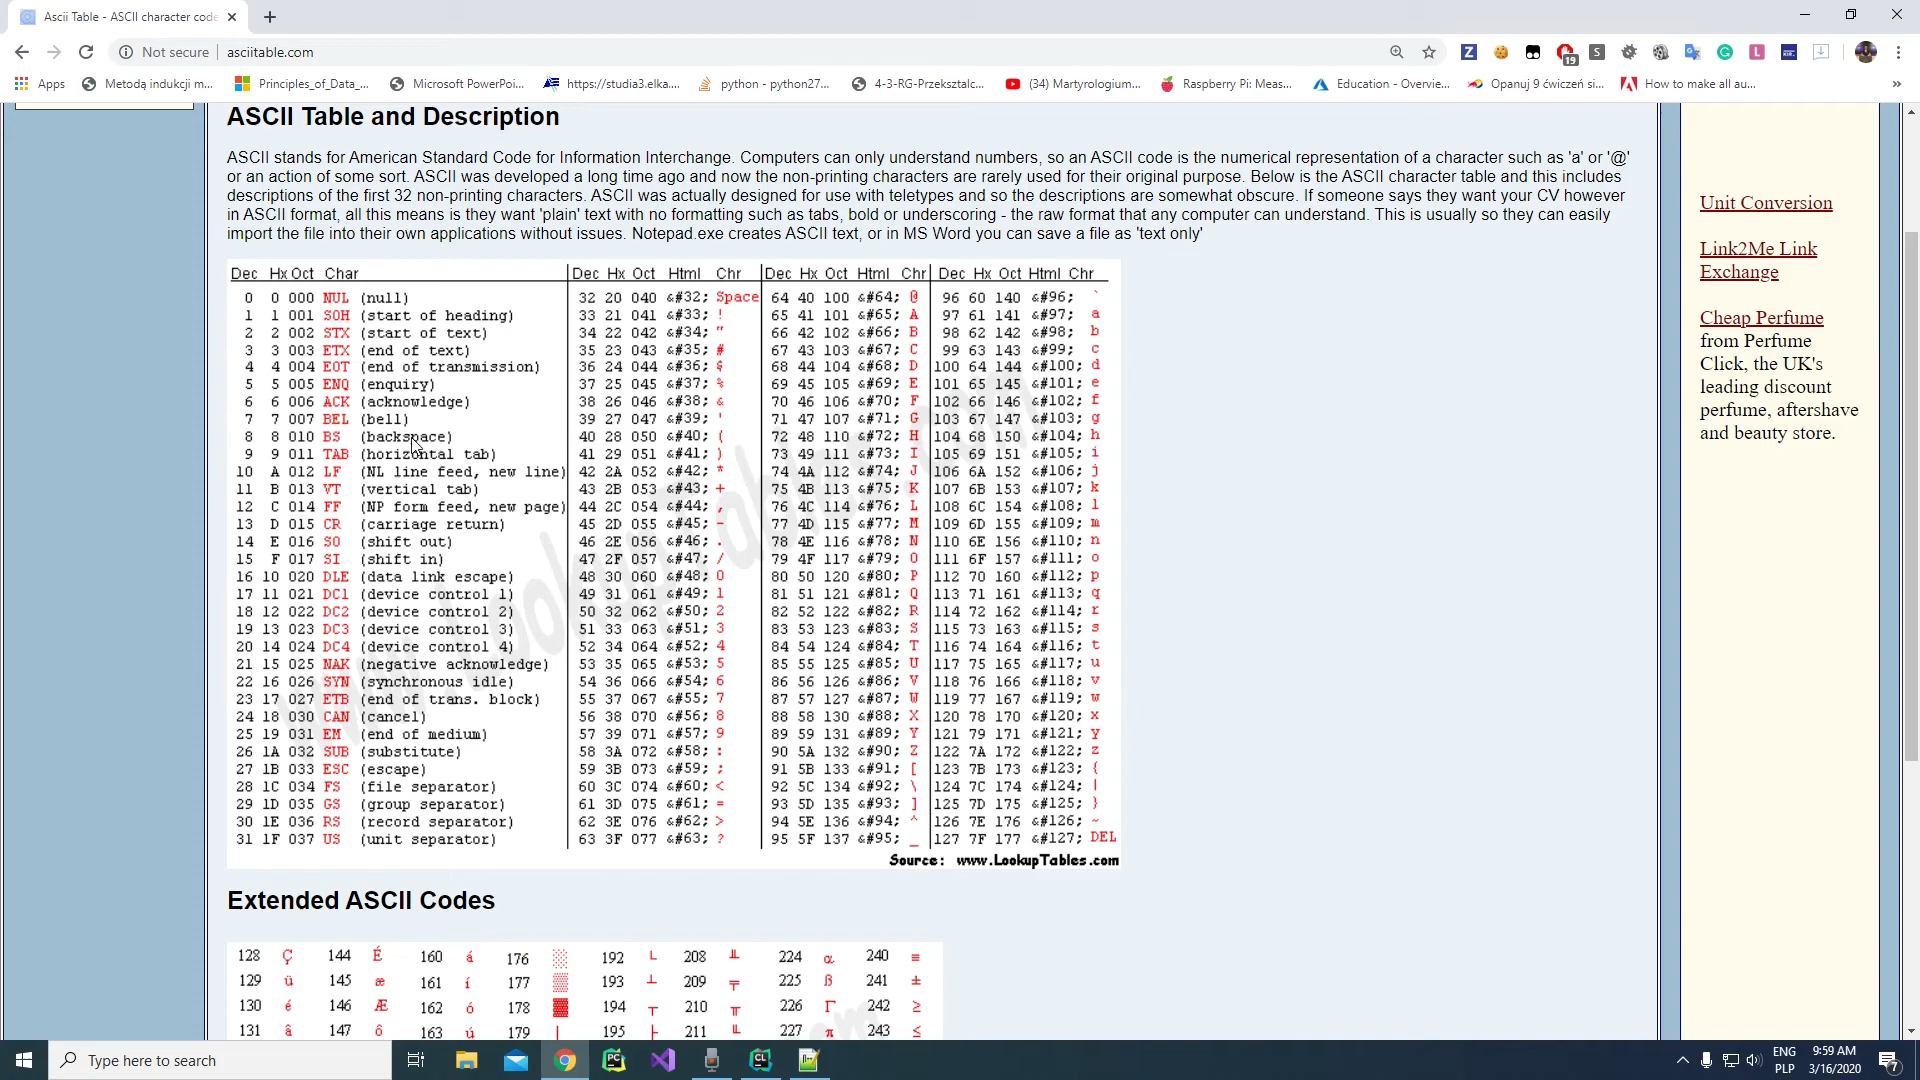 Ascii Table - ASCII character code
Not secure
asciitable.com
19
Apps
Metodą indukcji m...
Principles_of_Data_...
Microsoft PowerPoi...
https://studia3.elka....
python - python27...
4-3-RG-Przeksztalc...
(34) Martyrologium...
Raspberry Pi: Meas...
Education - Overvie...
Opanuj 9 ćwiczeń si...
How to make all au...
ASCII Table and Description
ASCII stands for American Standard Code for Information Interchange. Computers can only understand numbers, so an ASCII code is the numerical representation of a character such as 'a' or '@'
or an action of some sort. ASCII was developed a long time ago and now the non-printing characters are rarely used for their original purpose. Below is the ASCII character table and this includes
descriptions of the first 32 non-printing characters. ASCII was actually designed for use with teletypes and so the descriptions are somewhat obscure. If someone says they want your CV however
in ASCII format, all this means is they want 'plain' text with no formatting such as tabs, bold or underscoring - the raw format that any computer can understand. This is usually so they can easily
import the file into their own applications without issues. Notepad.exe creates ASCII text, or in MS Word you can save a file as 'text only'
Dec Hx Oct Char Dec Hx Oct Html Chr Dec Hx Oct Html Chr Dec Hx Oct Html Chr
0 0 000 NUL (null) 32 20 040 &#32; Space 64 40 100 &#64; @ 96 60 140 &#96; `
1 1 001 SOH (start of heading) 33 21 041 &#33; ! 65 41 101 &#65; A 97 61 141 &#97; a
2 2 002 STX (start of text) 34 22 042 &#34; " 66 42 102 &#66; B 98 62 142 &#98; b
3 3 003 ETX (end of text) 35 23 043 &#35; # 67 43 103 &#67; C 99 63 143 &#99; c
4 4 004 EOT (end of transmission) 36 24 044 &#36; $ 68 44 104 &#68; D 100 64 144 &#100; d
5 5 005 ENQ (enquiry) 37 25 045 &#37; % 69 45 105 &#69; E 101 65 145 &#101; e
6 6 006 ACK (acknowledge) 38 26 046 &#38; & 70 46 106 &#70; F 102 66 146 &#102; f
7 7 007 BEL (bell) 39 27 047 &#39; ' 71 47 107 &#71; G 103 67 147 &#103; g
8 8 010 BS (backspace) 40 28 050 &#40; ( 72 48 110 &#72; H 104 68 150 &#104; h
9 9 011 TAB (horizontal tab) 41 29 051 &#41; ) 73 49 111 &#73; I 105 69 151 &#105; i
10 A 012 LF (NL line feed, new line) 42 2A 052 &#42; * 74 4A 112 &#74; J 106 6A 152 &#106; j
11 B 013 VT (vertical tab) 43 2B 053 &#43; + 75 4B 113 &#75; K 107 6B 153 &#107; k
12 C 014 FF (NP form feed, new page) 44 2C 054 &#44; , 76 4C 114 &#76; L 108 6C 154 &#108; l
13 D 015 CR (carriage return) 45 2D 055 &#45; - 77 4D 115 &#77; M 109 6D 155 &#109; m
14 E 016 SO (shift out) 46 2E 056 &#46; . 78 4E 116 &#78; N 110 6E 156 &#110; n
15 F 017 SI (shift in) 47 2F 057 &#47; / 79 4F 117 &#79; O 111 6F 157 &#111; o
16 10 020 DLE (data link escape) 48 30 060 &#48; 0 80 50 120 &#80; P 112 70 160 &#112; p
17 11 021 DC1 (device control 1) 49 31 061 &#49; 1 81 51 121 &#81; Q 113 71 161 &#113; q
18 12 022 DC2 (device control 2) 50 32 062 &#50; 2 82 52 122 &#82; R 114 72 162 &#114; r
19 13 023 DC3 (device control 3) 51 33 063 &#51; 3 83 53 123 &#83; S 115 73 163 &#115; s
20 14 024 DC4 (device control 4) 52 34 064 &#52; 4 84 54 124 &#84; T 116 74 164 &#116; t
21 15 025 NAK (negative acknowledge) 53 35 065 &#53; 5 85 55 125 &#85; U 117 75 165 &#117; u
22 16 026 SYN (synchronous idle) 54 36 066 &#54; 6 86 56 126 &#86; V 118 76 166 &#118; v
23 17 027 ETB (end of trans. block) 55 37 067 &#55; 7 87 57 127 &#87; W 119 77 167 &#119; w
24 18 030 CAN (cancel) 56 38 070 &#56; 8 88 58 130 &#88; X 120 78 170 &#120; x
25 19 031 EM (end of medium) 57 39 071 &#57; 9 89 59 131 &#89; Y 121 79 171 &#121; y
26 1A 032 SUB (substitute) 58 3A 072 &#58; : 90 5A 132 &#90; Z 122 7A 172 &#122; z
27 1B 033 ESC (escape) 59 3B 073 &#59; ; 91 5B 133 &#91; [ 123 7B 173 &#123; {
28 1C 034 FS (file separator) 60 3C 074 &#60; < 92 5C 134 &#92; \ 124 7C 174 &#124; |
29 1D 035 GS (group separator) 61 3D 075 &#61; = 93 5D 135 &#93; ] 125 7D 175 &#125; }
30 1E 036 RS (record separator) 62 3E 076 &#62; > 94 5E 136 &#94; ^ 126 7E 176 &#126; ~
31 1F 037 US (unit separator) 63 3F 077 &#63; ? 95 5F 137 &#95; _ 127 7F 177 &#127; DEL
Source: www.LookupTables.com
www.LookupTables.com
Extended ASCII Codes
128 Ç 144 É 160 á 176 ░ 192 └ 208 ╨ 224 α 240 ≡
129 ü 145 æ 161 í 177 ▒ 193 ┴ 209 ╤ 225 ß 241 ±
130 é 146 Æ 162 ó 178 ▓ 194 ┬ 210 ╥ 226 Γ 242 ≥
131 â 147 ô 163 ú 179 │ 195 ├ 211 ╙ 227 π 243 ≤
Unit Conversion
Link2Me Link
Exchange
Cheap Perfume
from Perfume
Click, the UK's
leading discount
perfume, aftershave
and beauty store.
Type here to search
ENG
PLP
9:59 AM
3/16/2020
7